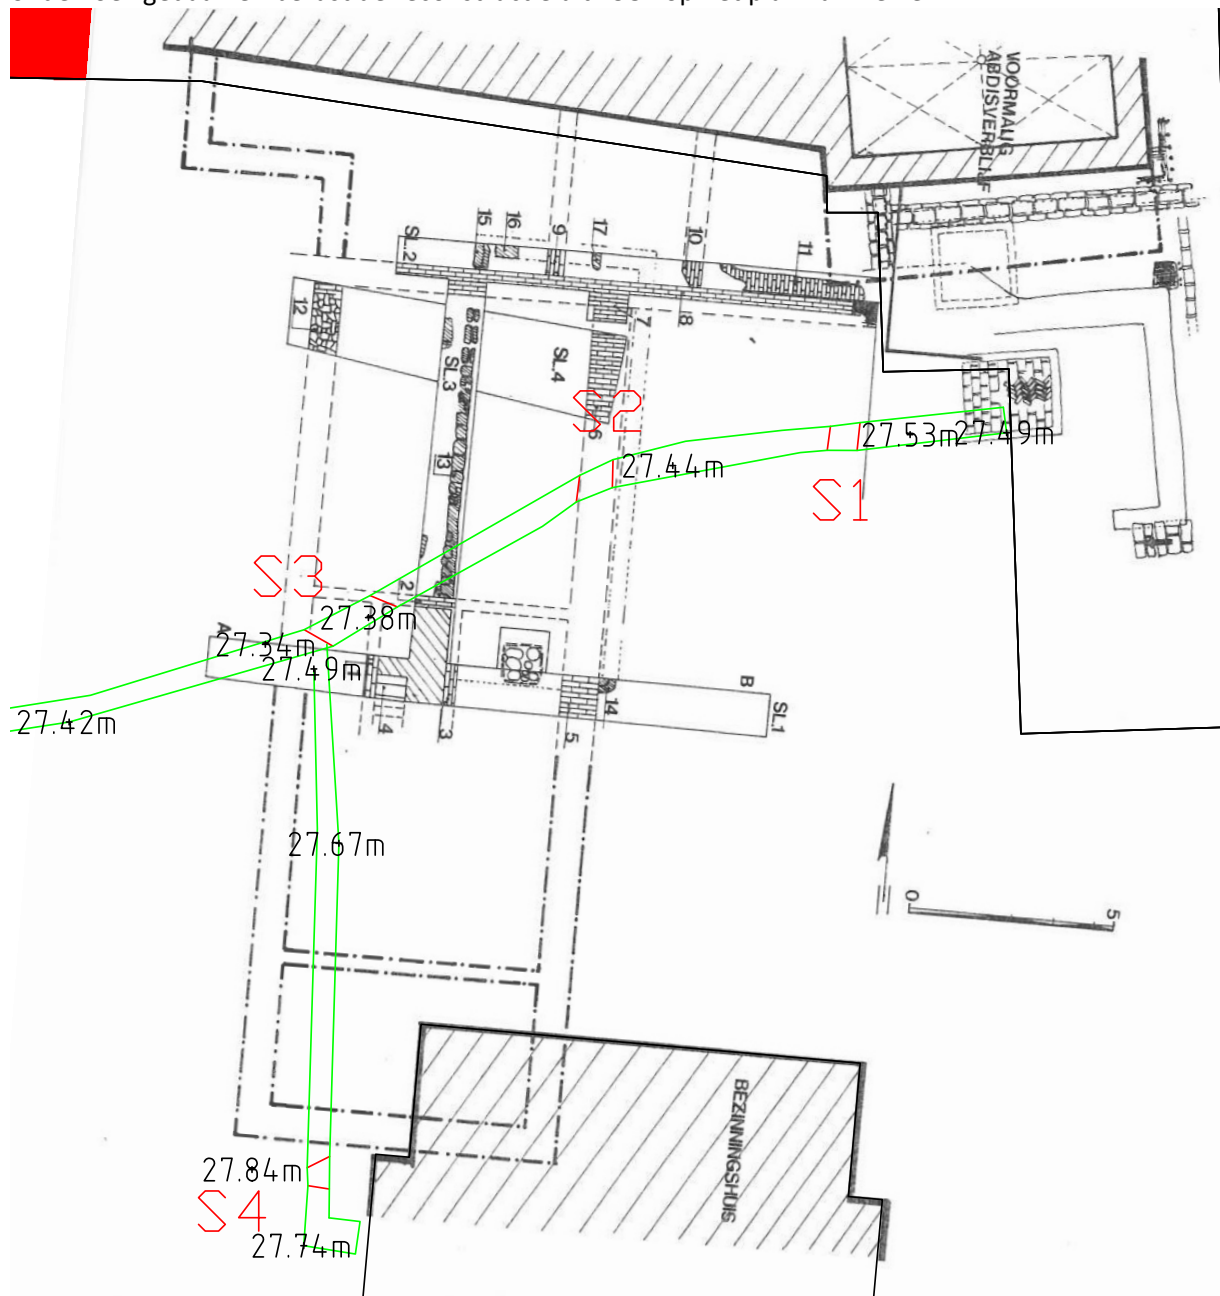 VOORMALIG
ABDISVERBLIJF
15
16
9
17
10
11
SL.2
12
7
8
SL.3
SL.4
6
S2
27.53m
27.49m
13
27.44m
S1
S3
2
27.38m
A
27.34m
27.49m
B
SL.1
14
27.42m
4
3
5
27.67m
0
5
BEZINNINGSHUIS
27.84m
S4
27.74m